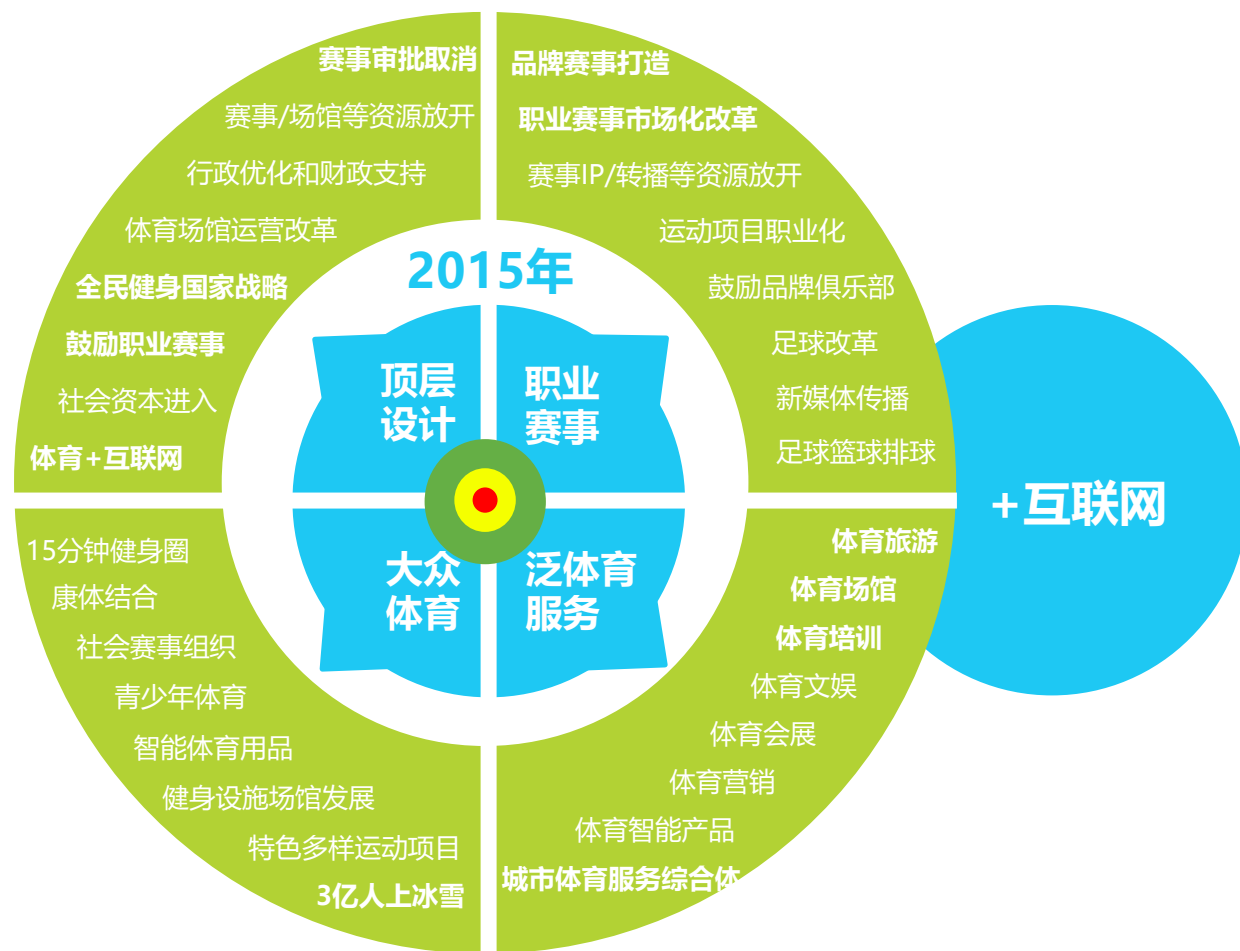 赛事审批取消
赛事/场馆等资源放开
行政优化和财政支持
体育场馆运营改革
全民健身国家战略
鼓励职业赛事
社会资本进入
体育+互联网
品牌赛事打造
职业赛事市场化改革
赛事IP/转播等资源放开
运动项目职业化
鼓励品牌俱乐部
足球改革
新媒体传播
足球篮球排球
2015年
顶层
设计
职业
赛事
大众
体育
泛体育
服务
+互联网
15分钟健身圈
康体结合
社会赛事组织
青少年体育
智能体育用品
健身设施场馆发展
特色多样运动项目
3亿人上冰雪
体育旅游
体育场馆
体育培训
体育文娱
体育会展
体育营销
体育智能产品
城市体育服务综合体